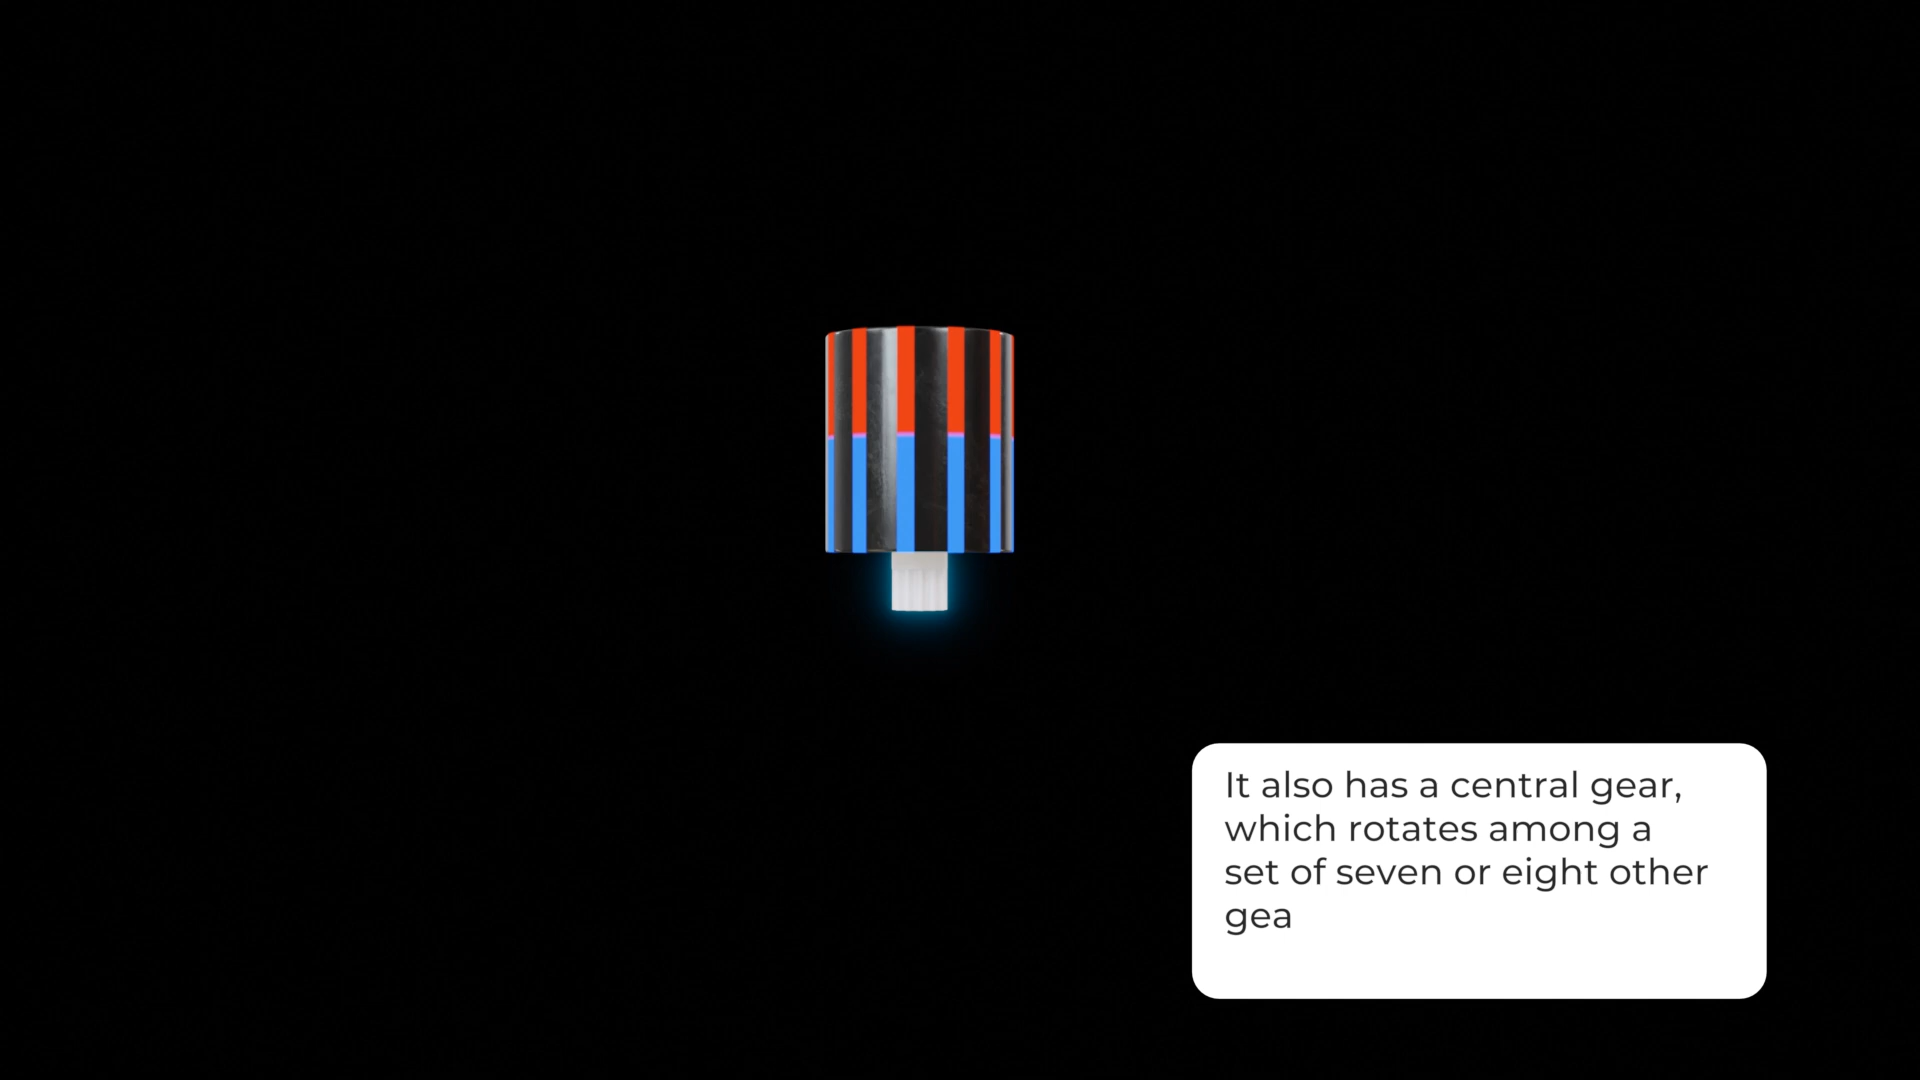 It also has a central gear,
which rotates among a
set of seven or eight other
gea